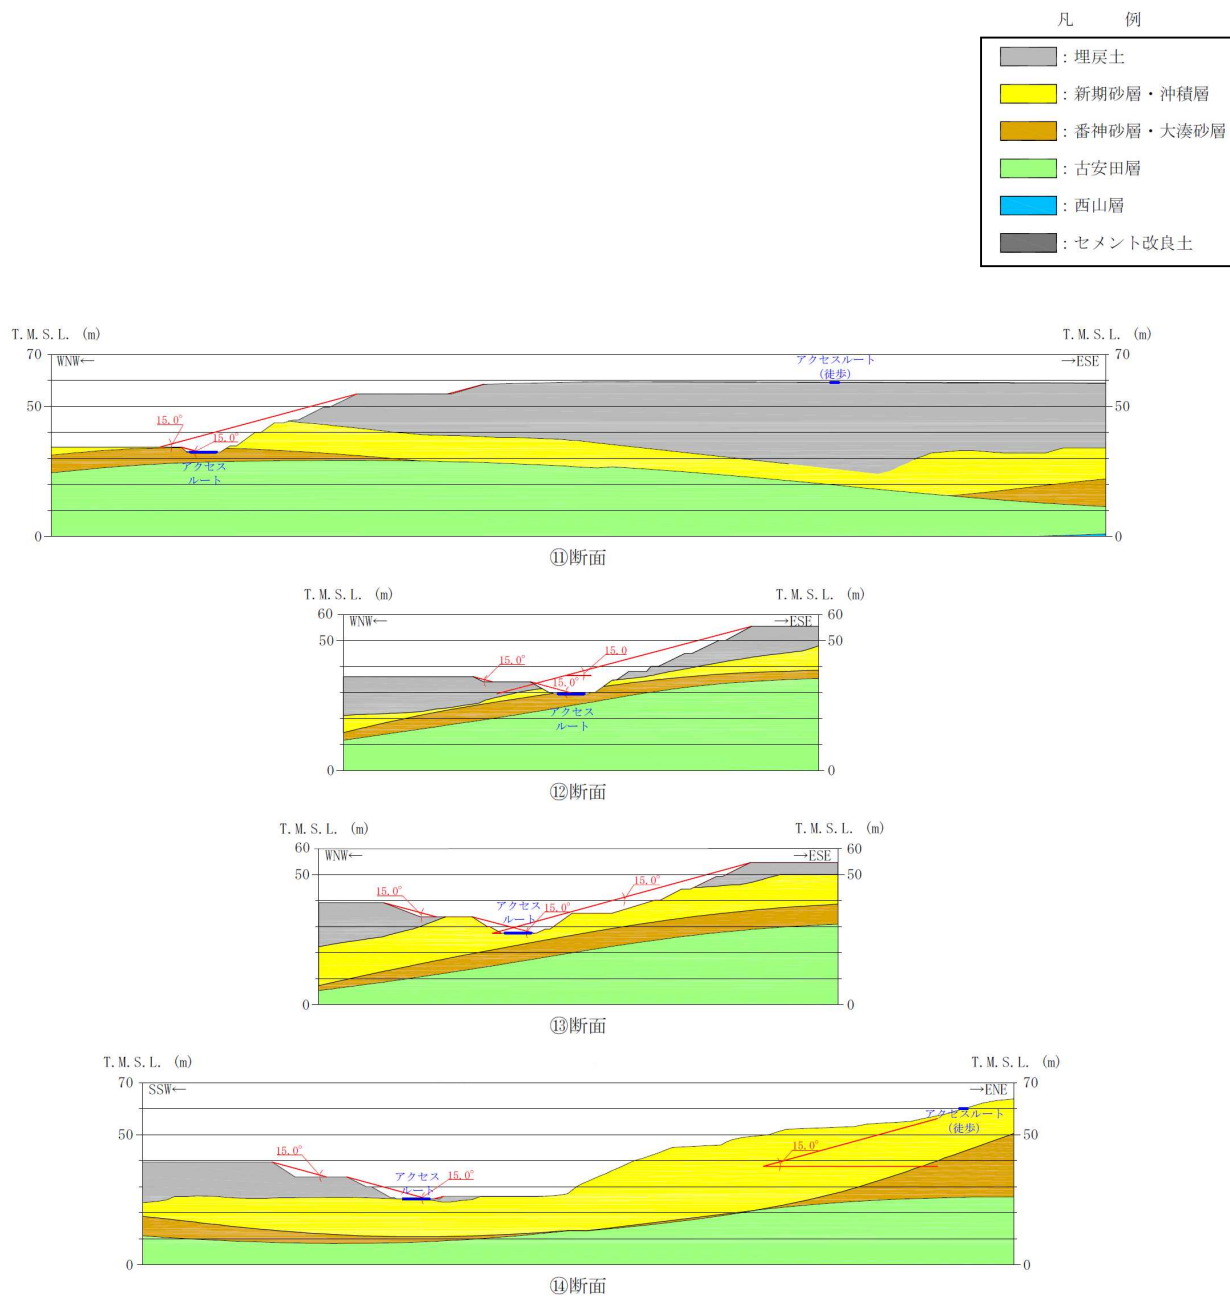 凡 例
: 埋戻土
: 新期砂層・沖積層
: 番神砂層・大湊砂層
: 古安田層
: 西山層
: セメント改良土
T.M.S.L. (m)
T.M.S.L. (m)
70
WNW←
アクセスルート
(徒歩)
→ESE
70
50
15.0°
15.0°
50
アクセス
ルート
0
0
⑪断面
T.M.S.L. (m)
T.M.S.L. (m)
60
WNW←
→ESE
60
50
15.0°
15.0
50
15.0°
アクセス
ルート
0
0
⑫断面
T.M.S.L. (m)
T.M.S.L. (m)
60
WNW←
→ESE
60
50
15.0°
アクセス
ルート
15.0°
15.0°
50
0
0
⑬断面
T.M.S.L. (m)
T.M.S.L. (m)
70
SSW←
→ENE
70
アクセスルート
(徒歩)
50
15.0°
15.0°
50
アクセス
ルート
15.0°
0
0
⑭断面